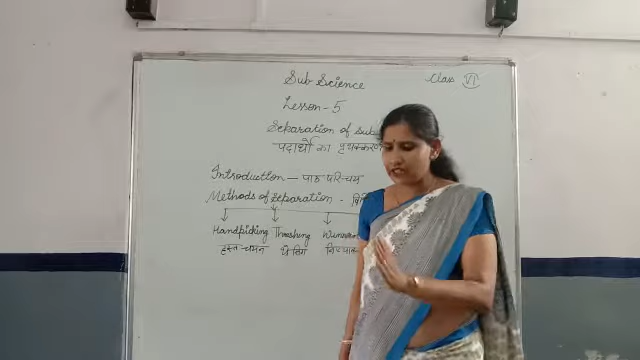 Sub Science
Class VI
Lesson - 5
Separation of
पदार्थो का पृथक्करण
Introduction - पाठ परिचय
Methods of Separation -
Handpicking Threshing
हस्त चयन थ्रेसिंग